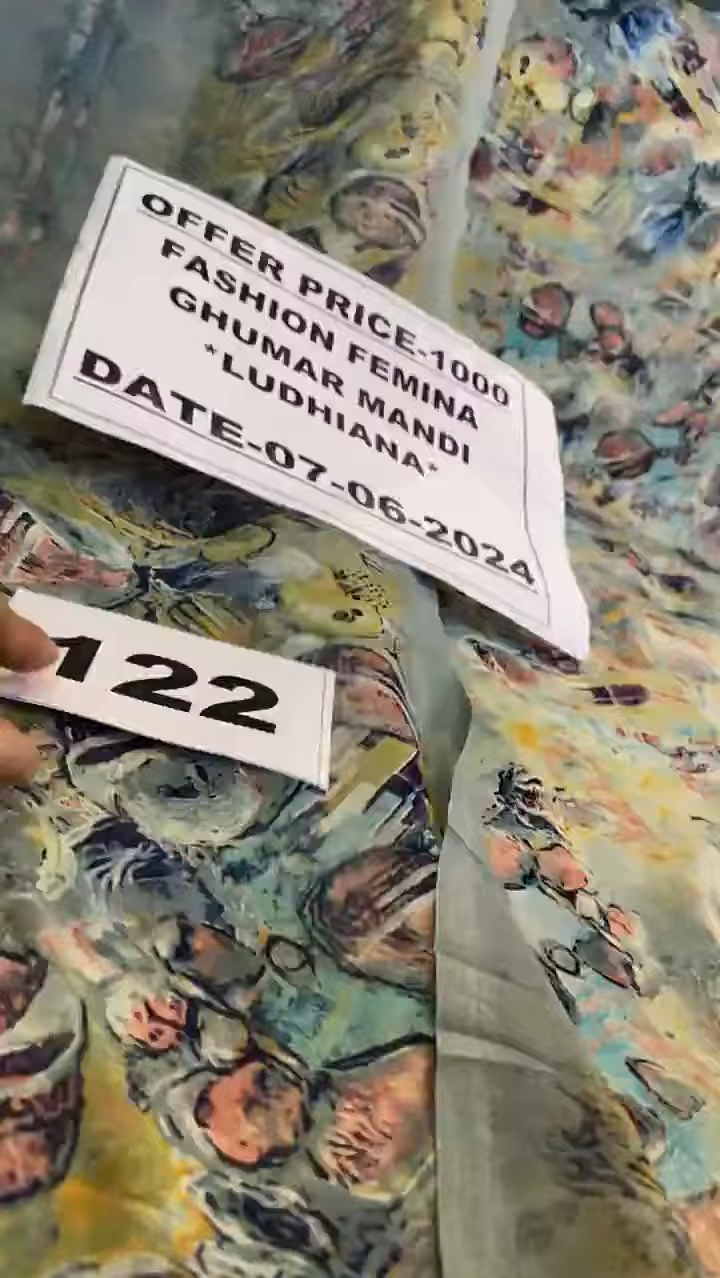 OFFER PRICE-1000
FASHION FEMINA
GHUMAR MANDI
*LUDHIANA*
DATE-07-06-2024
122